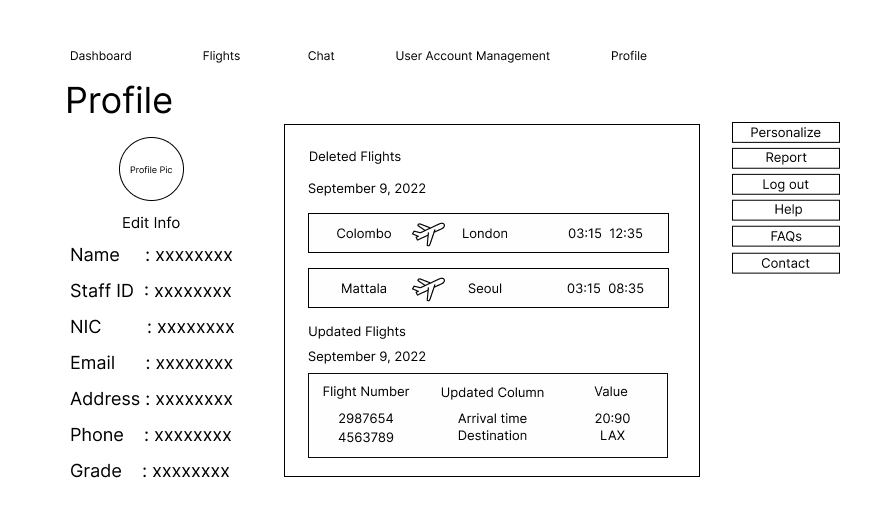 Dashboard Flights Chat User Account Management Profile
Profile
Profile Pic
Edit Info
Name : xxxxxxxx
Staff ID : xxxxxxxx
NIC : xxxxxxxx
Email : xxxxxxxx
Address : xxxxxxxx
Phone : xxxxxxxx
Grade : xxxxxxxx
Deleted Flights
September 9, 2022
Colombo London 03:15 12:35
Mattala Seoul 03:15 08:35
Updated Flights
September 9, 2022
Flight Number Updated Column Value
2987654 Arrival time 20:90
4563789 Destination LAX
Personalize
Report
Log out
Help
FAQs
Contact